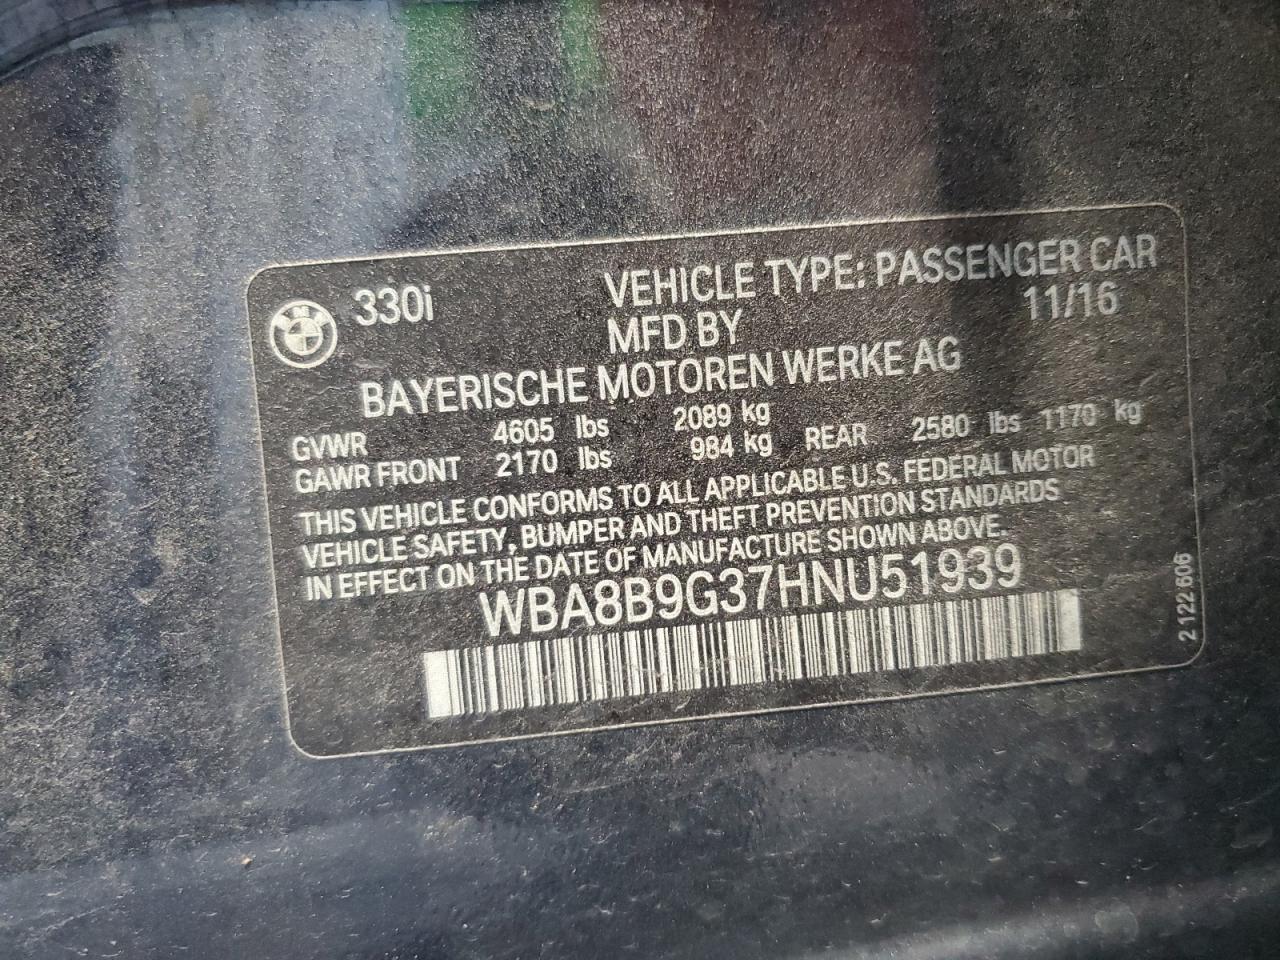 BMW 330i VEHICLE TYPE: PASSENGER CAR
MFD BY 11/16
BAYERISCHE MOTOREN WERKE AG
GVWR 4605 lbs 2089 kg
GAWR FRONT 2170 lbs 984 kg REAR 2580 lbs 1170 kg
THIS VEHICLE CONFORMS TO ALL APPLICABLE U.S. FEDERAL MOTOR
VEHICLE SAFETY, BUMPER AND THEFT PREVENTION STANDARDS
IN EFFECT ON THE DATE OF MANUFACTURE SHOWN ABOVE.
WBA8B9G37HNU51939
2 122 606